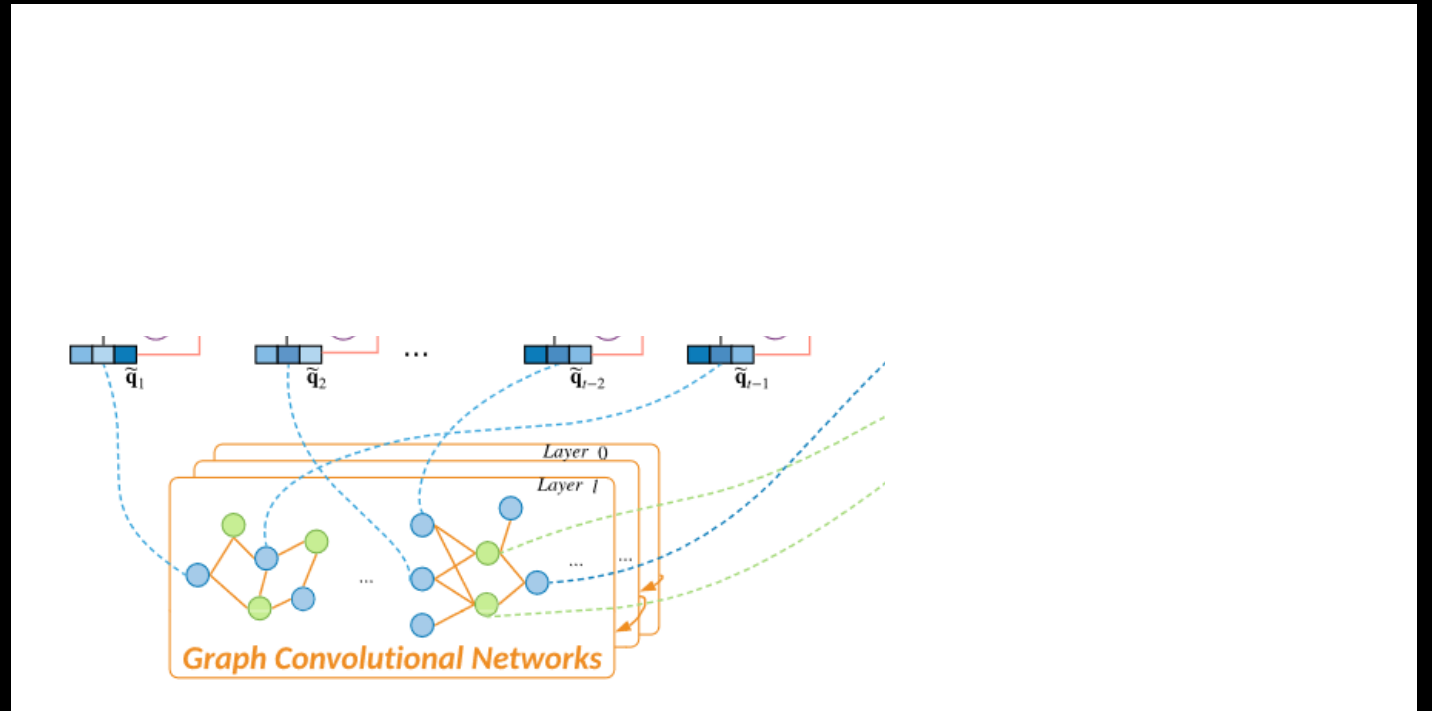 ...
q̃₁ q̃₂ q̃ₜ₋₂ q̃ₜ₋₁
Layer 0
Layer l
... ... ...
Graph Convolutional Networks